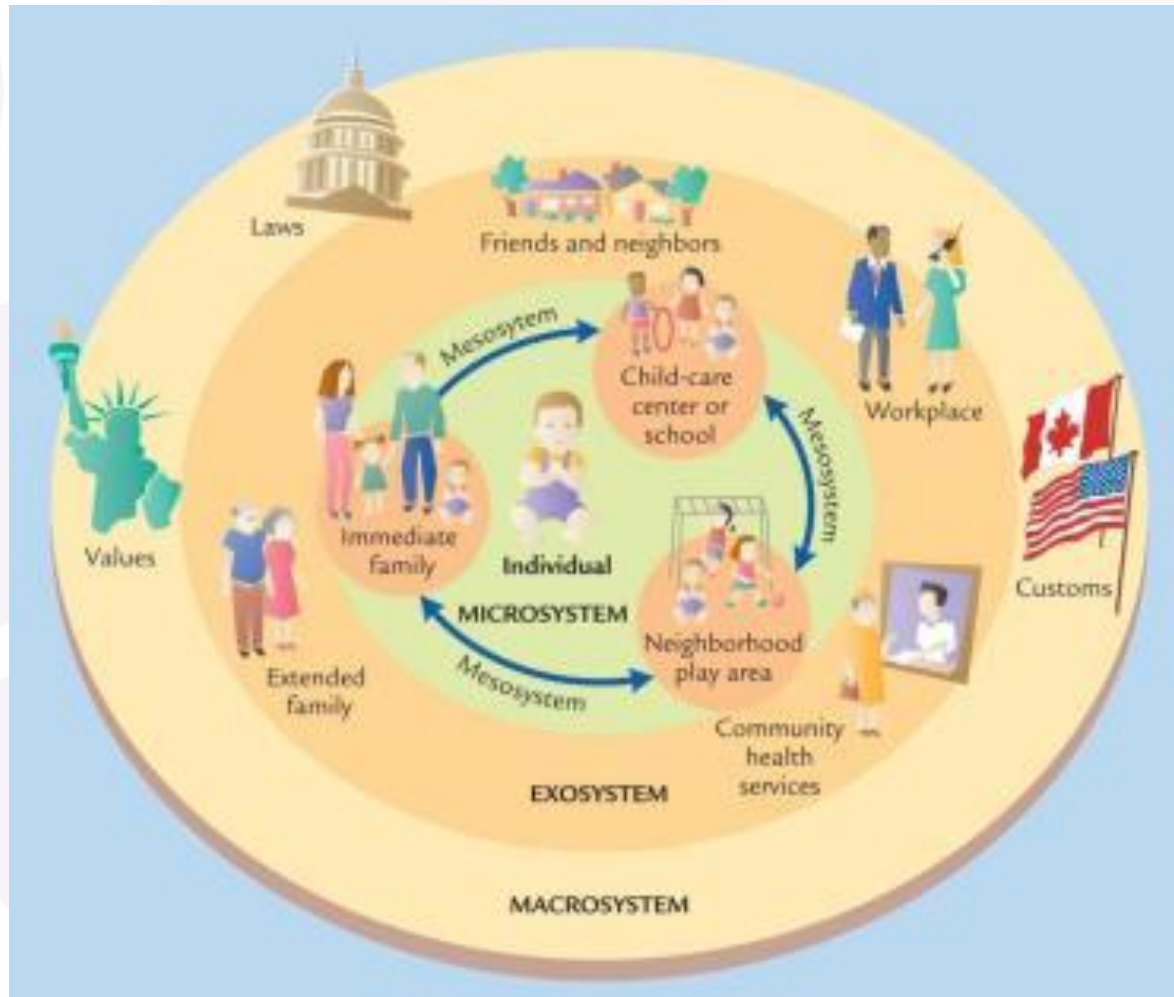 Laws
Friends and neighbors
Mesosytem
Child-care
center or
school
Workplace
Mesosystem
Values
Immediate
family
Individual
Customs
MICROSYSTEM
Neighborhood
play area
Mesosystem
Extended
family
Community
health
services
EXOSYSTEM
MACROSYSTEM